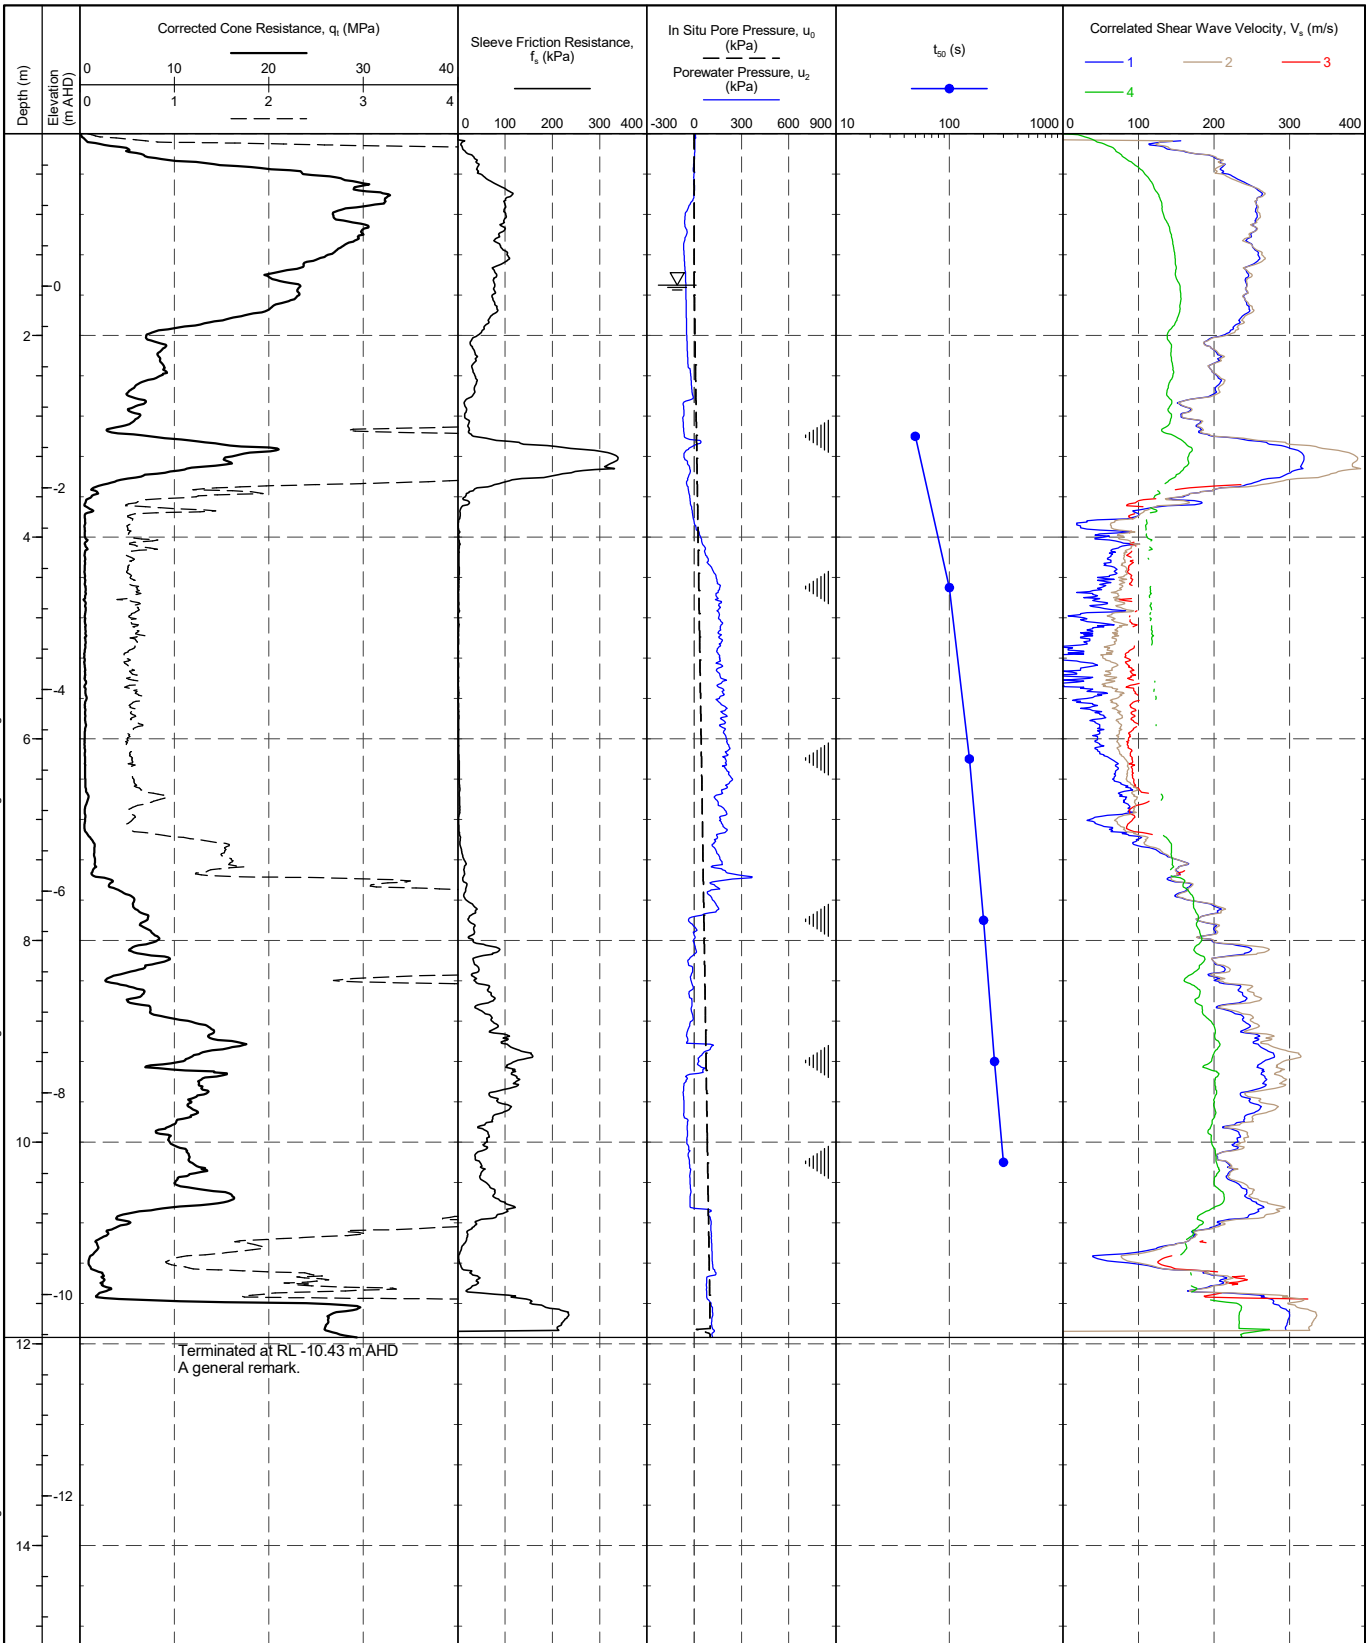 Depth (m)
Elevation
(m AHD)
Corrected Cone Resistance, qt (MPa)
0 10 20 30 40
0 1 2 3 4
Sleeve Friction Resistance,
fs (kPa)
0 100 200 300 400
In Situ Pore Pressure, u0
(kPa)
Porewater Pressure, u2
(kPa)
-300 0 300 600 900
t50 (s)
10 100 1000
Correlated Shear Wave Velocity, Vs (m/s)
1 2 3
4
0 100 200 300 400
0
2
-2
4
-4
6
-6
8
-8
10
-10
12
Terminated at RL -10.43 m AHD
A general remark.
-12
14